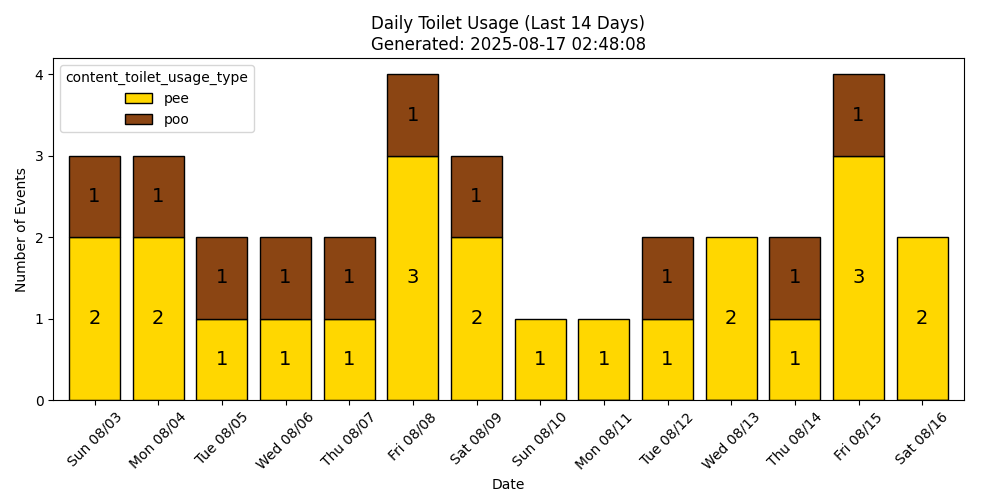 Daily Toilet Usage (Last 14 Days)
Generated: 2025-08-17 02:48:08
content_toilet_usage_type
pee
poo
Number of Events
4
3
2
1
0
1 1 1 1
1 1 1 1 1 1
2 2 3 2 2 3 2
1 1 1 1 1 1 1
Sun 08/03
Mon 08/04
Tue 08/05
Wed 08/06
Thu 08/07
Fri 08/08
Sat 08/09
Sun 08/10
Mon 08/11
Tue 08/12
Wed 08/13
Thu 08/14
Fri 08/15
Sat 08/16
Date